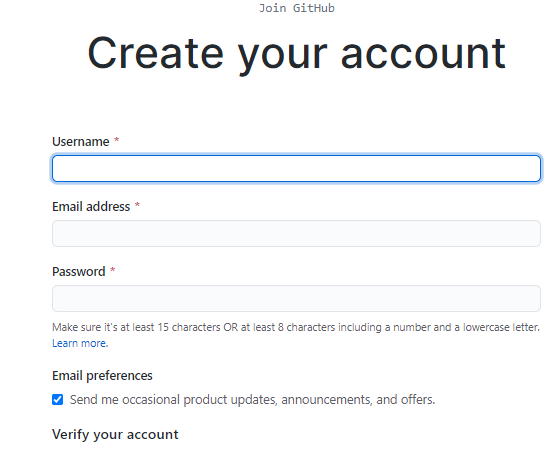 Join GitHub
Create your account
Username *
Email address *
Password *
Make sure it's at least 15 characters OR at least 8 characters including a number and a lowercase letter.
Learn more.
Email preferences
Send me occasional product updates, announcements, and offers.
Verify your account